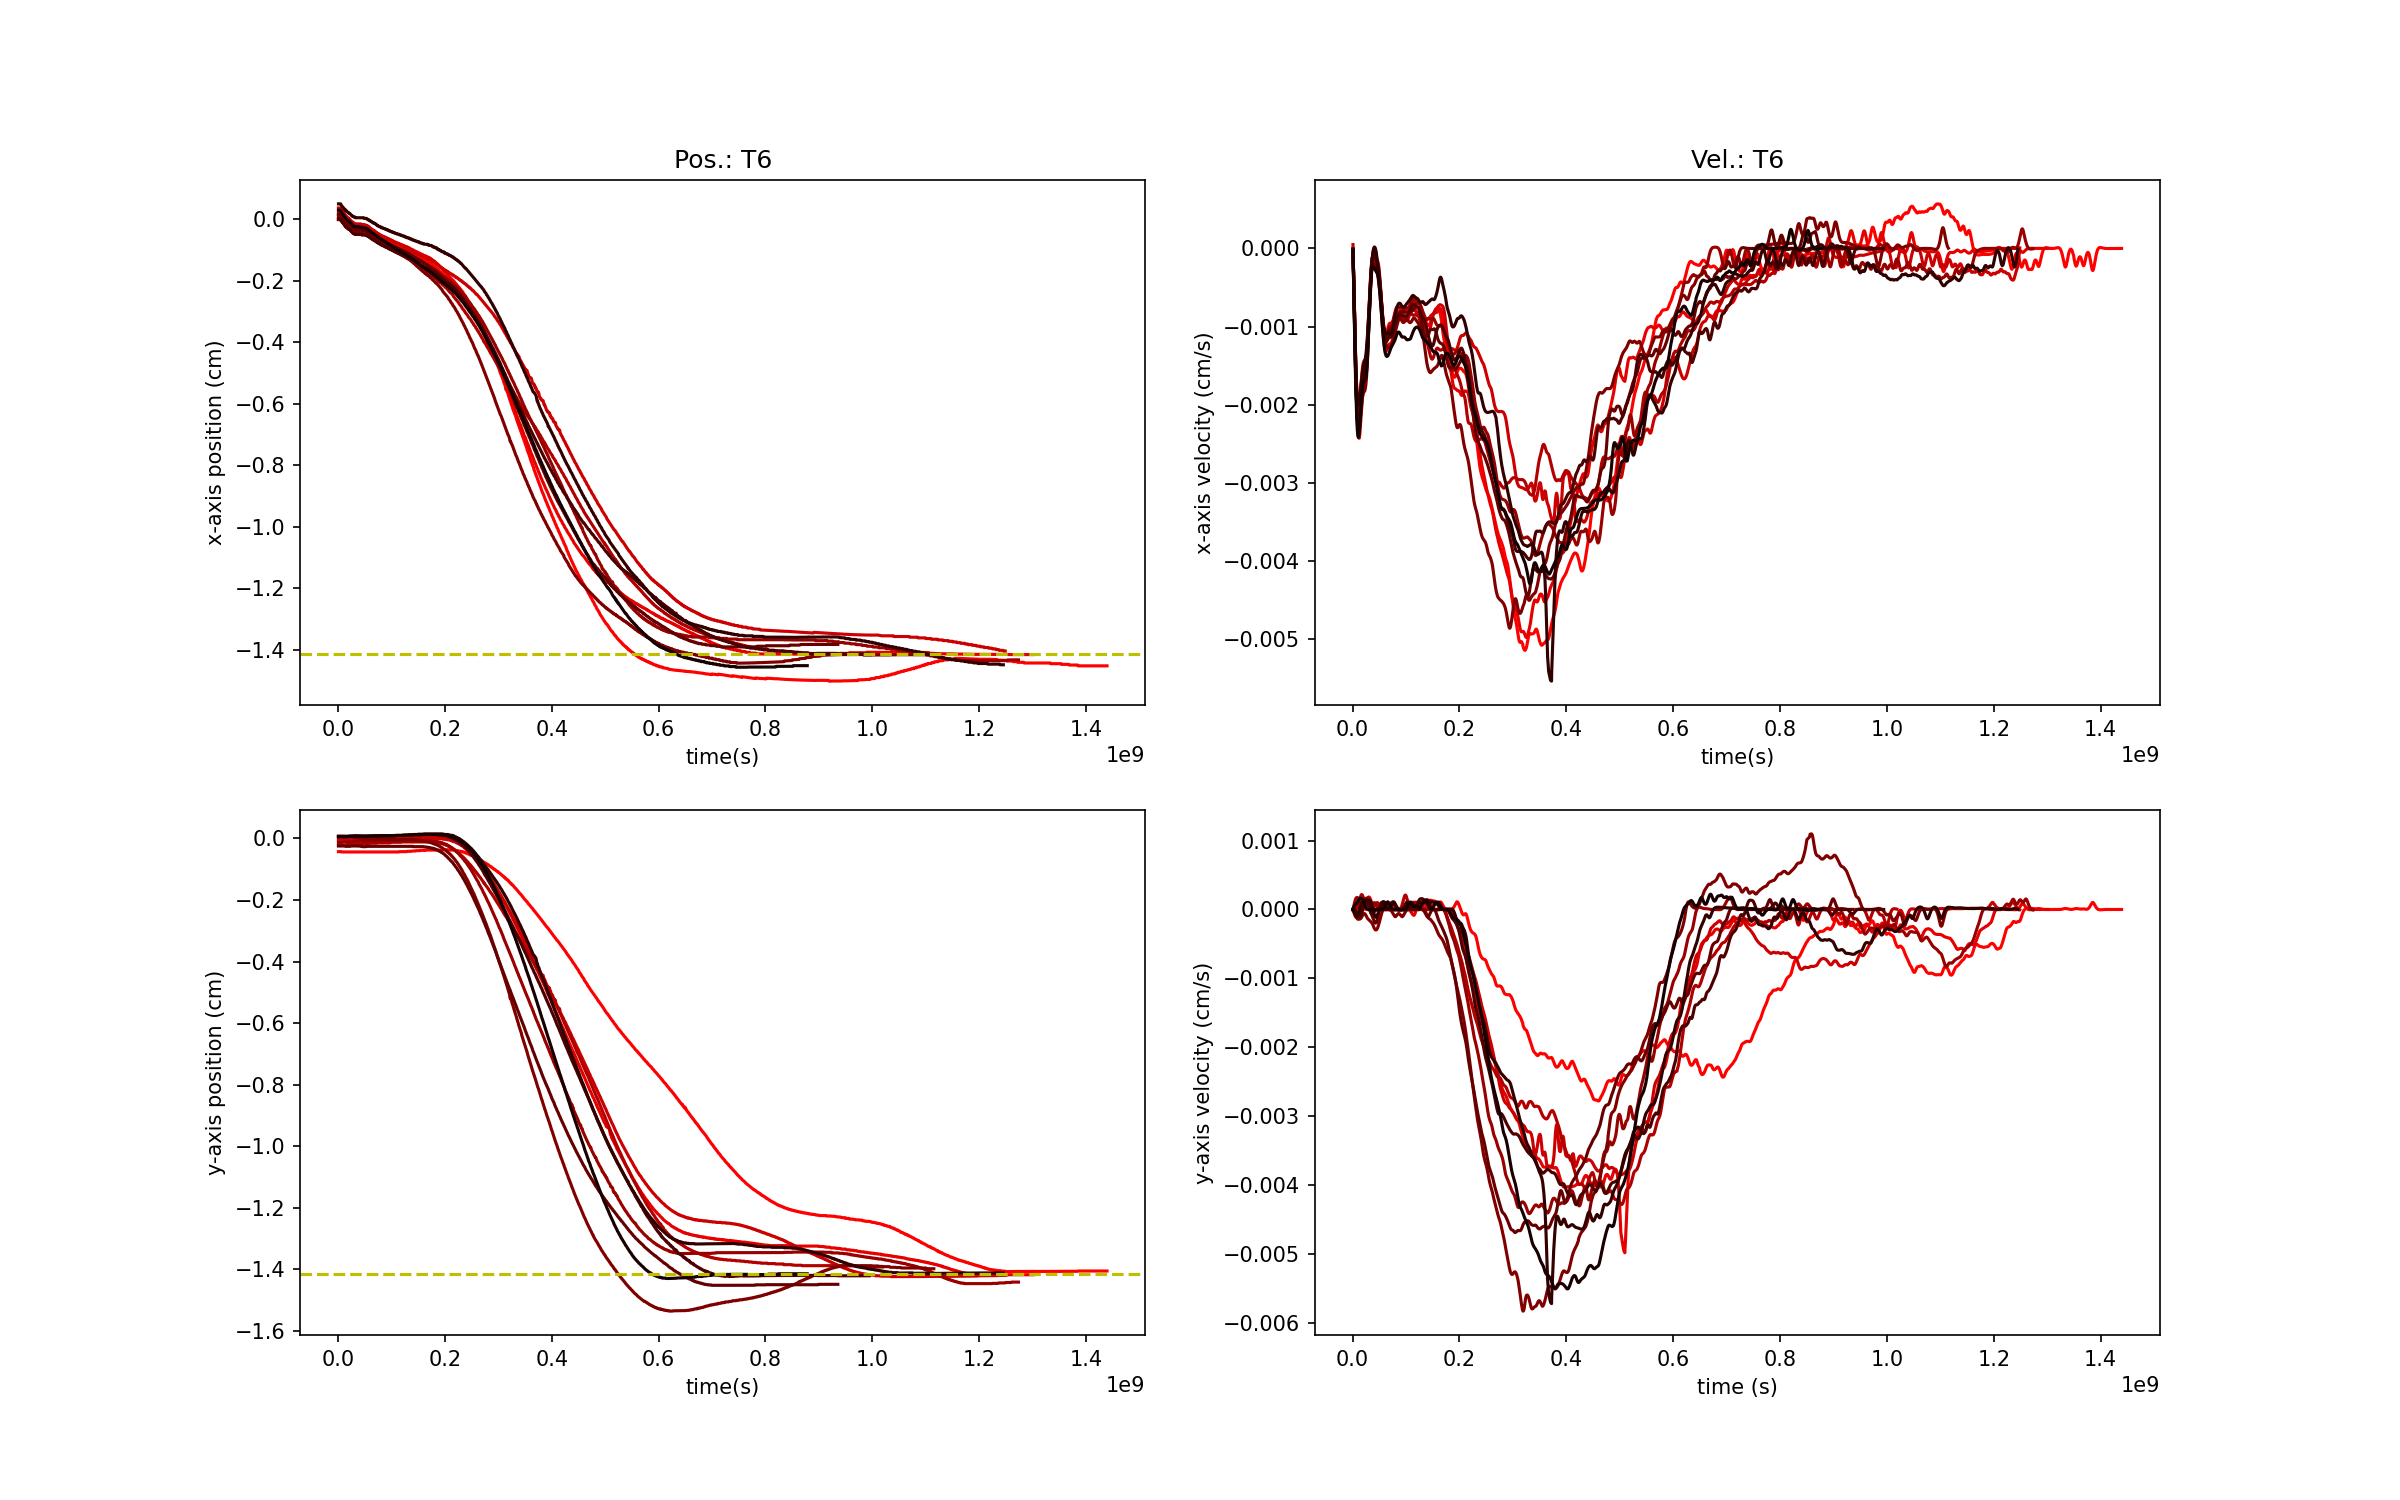 Pos.: T6
0.0
−0.2
−0.4
−0.6
−0.8
−1.0
−1.2
−1.4
x-axis position (cm)
0.0 0.2 0.4 0.6 0.8 1.0 1.2 1.4
time(s)
1e9
Vel.: T6
0.000
−0.001
−0.002
−0.003
−0.004
−0.005
x-axis velocity (cm/s)
0.0 0.2 0.4 0.6 0.8 1.0 1.2 1.4
time(s)
1e9
0.0
−0.2
−0.4
−0.6
−0.8
−1.0
−1.2
−1.4
−1.6
y-axis position (cm)
0.0 0.2 0.4 0.6 0.8 1.0 1.2 1.4
time(s)
1e9
0.001
0.000
−0.001
−0.002
−0.003
−0.004
−0.005
−0.006
y-axis velocity (cm/s)
0.0 0.2 0.4 0.6 0.8 1.0 1.2 1.4
time (s)
1e9